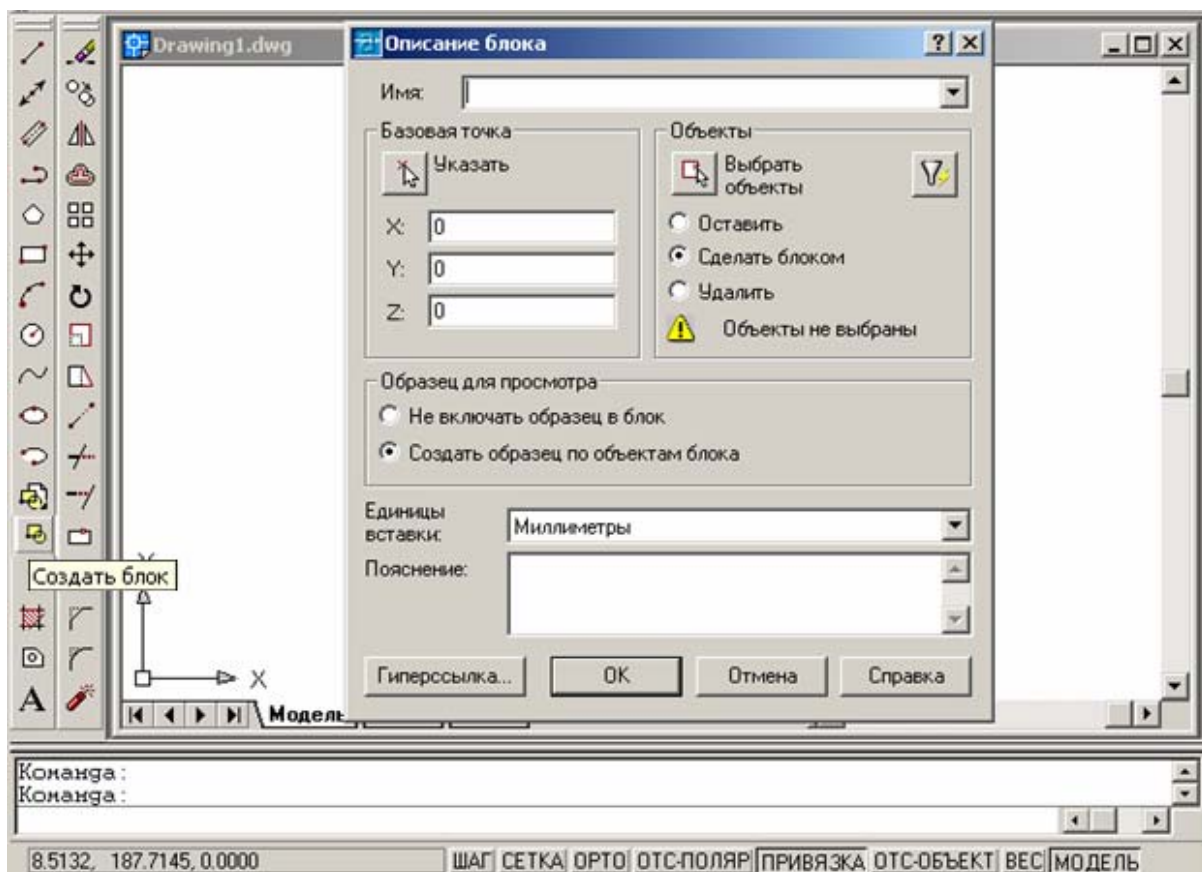 Drawing1.dwg
Описание блока
Имя:
Базовая точка
Указать
X: 0
Y: 0
Z: 0
Объекты
Выбрать
объекты
Оставить
Сделать блоком
Удалить
Объекты не выбраны
Образец для просмотра
Не включать образец в блок
Создать образец по объектам блока
Единицы
вставки: Миллиметры
Пояснение:
Гиперссылка... OK Отмена Справка
Создать блок
X
A
Модель
Команда:
Команда:
8.5132, 187.7145, 0.0000 ШАГ СЕТКА ОРТО ОТС-ПОЛЯР ПРИВЯЗКА ОТС-ОБЪЕКТ ВЕС МОДЕЛЬ